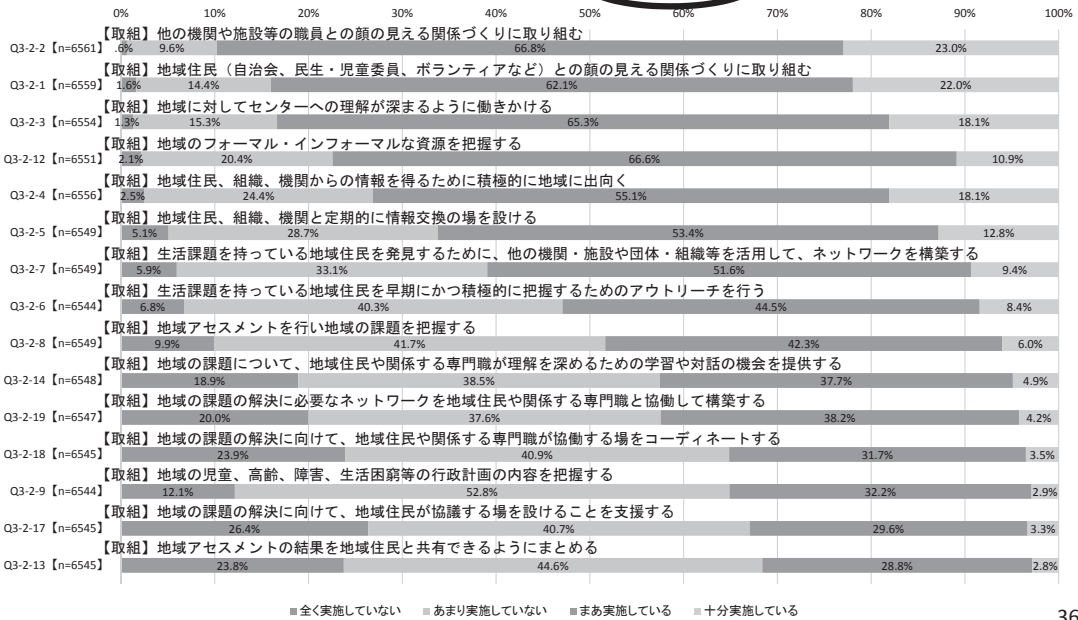 0% 10% 20% 30% 40% 50% 60% 70% 80% 90% 100%
【取組】他の機関や施設等の職員との顔の見える関係づくりに取り組む
Q3-2-2【n=6561】 .6% 9.6% 66.8% 23.0%
【取組】地域住民（自治会、民生・児童委員、ボランティアなど）との顔の見える関係づくりに取り組む
Q3-2-1【n=6559】 1.6% 14.4% 62.1% 22.0%
【取組】地域に対してセンターへの理解が深まるように働きかける
Q3-2-3【n=6554】 1.3% 15.3% 65.3% 18.1%
【取組】地域のフォーマル・インフォーマルな資源を把握する
Q3-2-12【n=6551】 2.1% 20.4% 66.6% 10.9%
【取組】地域住民、組織、機関からの情報を得るために積極的に地域に出向く
Q3-2-4【n=6556】 2.5% 24.4% 55.1% 18.1%
【取組】地域住民、組織、機関と定期的に情報交換の場を設ける
Q3-2-5【n=6549】 5.1% 28.7% 53.4% 12.8%
【取組】生活課題を持っている地域住民を発見するために、他の機関・施設や団体・組織等を活用して、ネットワークを構築する
Q3-2-7【n=6549】 5.9% 33.1% 51.6% 9.4%
【取組】生活課題を持っている地域住民を早期にかつ積極的に把握するためのアウトリーチを行う
Q3-2-6【n=6544】 6.8% 40.3% 44.5% 8.4%
【取組】地域アセスメントを行い地域の課題を把握する
Q3-2-8【n=6549】 9.9% 41.7% 42.3% 6.0%
【取組】地域の課題について、地域住民や関係する専門職が理解を深めるための学習や対話の機会を提供する
Q3-2-14【n=6548】 18.9% 38.5% 37.7% 4.9%
【取組】地域の課題の解決に必要なネットワークを地域住民や関係する専門職と協働して構築する
Q3-2-19【n=6547】 20.0% 37.6% 38.2% 4.2%
【取組】地域の課題の解決に向けて、地域住民や関係する専門職が協働する場をコーディネートする
Q3-2-18【n=6545】 23.9% 40.9% 31.7% 3.5%
【取組】地域の児童、高齢、障害、生活困窮等の行政計画の内容を把握する
Q3-2-9【n=6544】 12.1% 52.8% 32.2% 2.9%
【取組】地域の課題の解決に向けて、地域住民が協議する場を設けることを支援する
Q3-2-17【n=6545】 26.4% 40.7% 29.6% 3.3%
【取組】地域アセスメントの結果を地域住民と共有できるようにまとめる
Q3-2-13【n=6545】 23.8% 44.6% 28.8% 2.8%
■全く実施していない ■あまり実施していない ■まあ実施している ■十分実施している
36